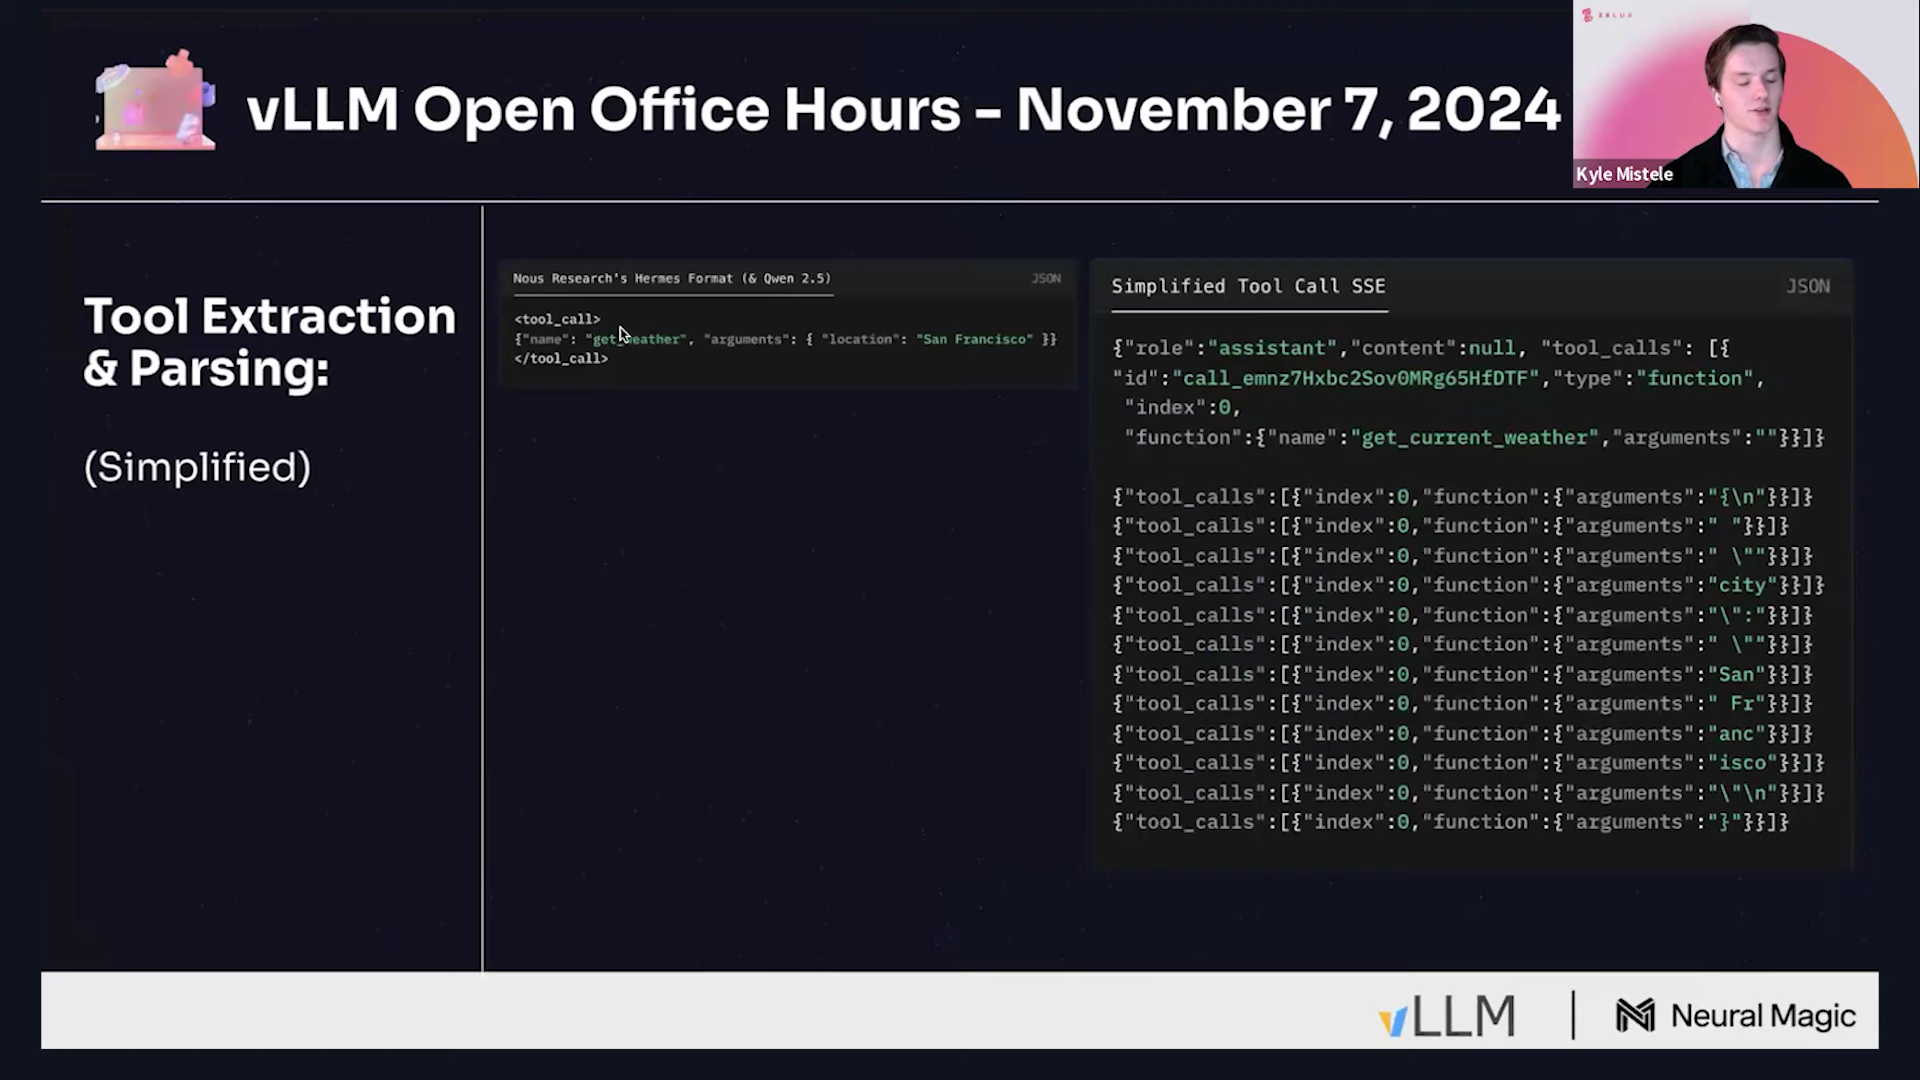 vLLM Open Office Hours - November 7, 2024
ZELUS
Kyle Mistele
Tool Extraction
& Parsing:
(Simplified)
Nous Research's Hermes Format (& Qwen 2.5)
JSON
<tool_call>
{"name": "get_weather", "arguments": { "location": "San Francisco" }}
</tool_call>
Simplified Tool Call SSE
JSON
{"role":"assistant","content":null, "tool_calls": [{
"id":"call_emnz7Hxbc2Sov0MRg65HfDTF","type":"function",
"index":0,
"function":{"name":"get_current_weather","arguments":""}}]}
{"tool_calls":[{"index":0,"function":{"arguments":"{\n"}}]}
{"tool_calls":[{"index":0,"function":{"arguments":" "}}]}
{"tool_calls":[{"index":0,"function":{"arguments":" \""}}]}
{"tool_calls":[{"index":0,"function":{"arguments":"city"}}]}
{"tool_calls":[{"index":0,"function":{"arguments":"\":"}}]}
{"tool_calls":[{"index":0,"function":{"arguments":" \""}}]}
{"tool_calls":[{"index":0,"function":{"arguments":"San"}}]}
{"tool_calls":[{"index":0,"function":{"arguments":" Fr"}}]}
{"tool_calls":[{"index":0,"function":{"arguments":"anc"}}]}
{"tool_calls":[{"index":0,"function":{"arguments":"isco"}}]}
{"tool_calls":[{"index":0,"function":{"arguments":"\"\n"}}]}
{"tool_calls":[{"index":0,"function":{"arguments":"}"}}]}
vLLM
Neural Magic